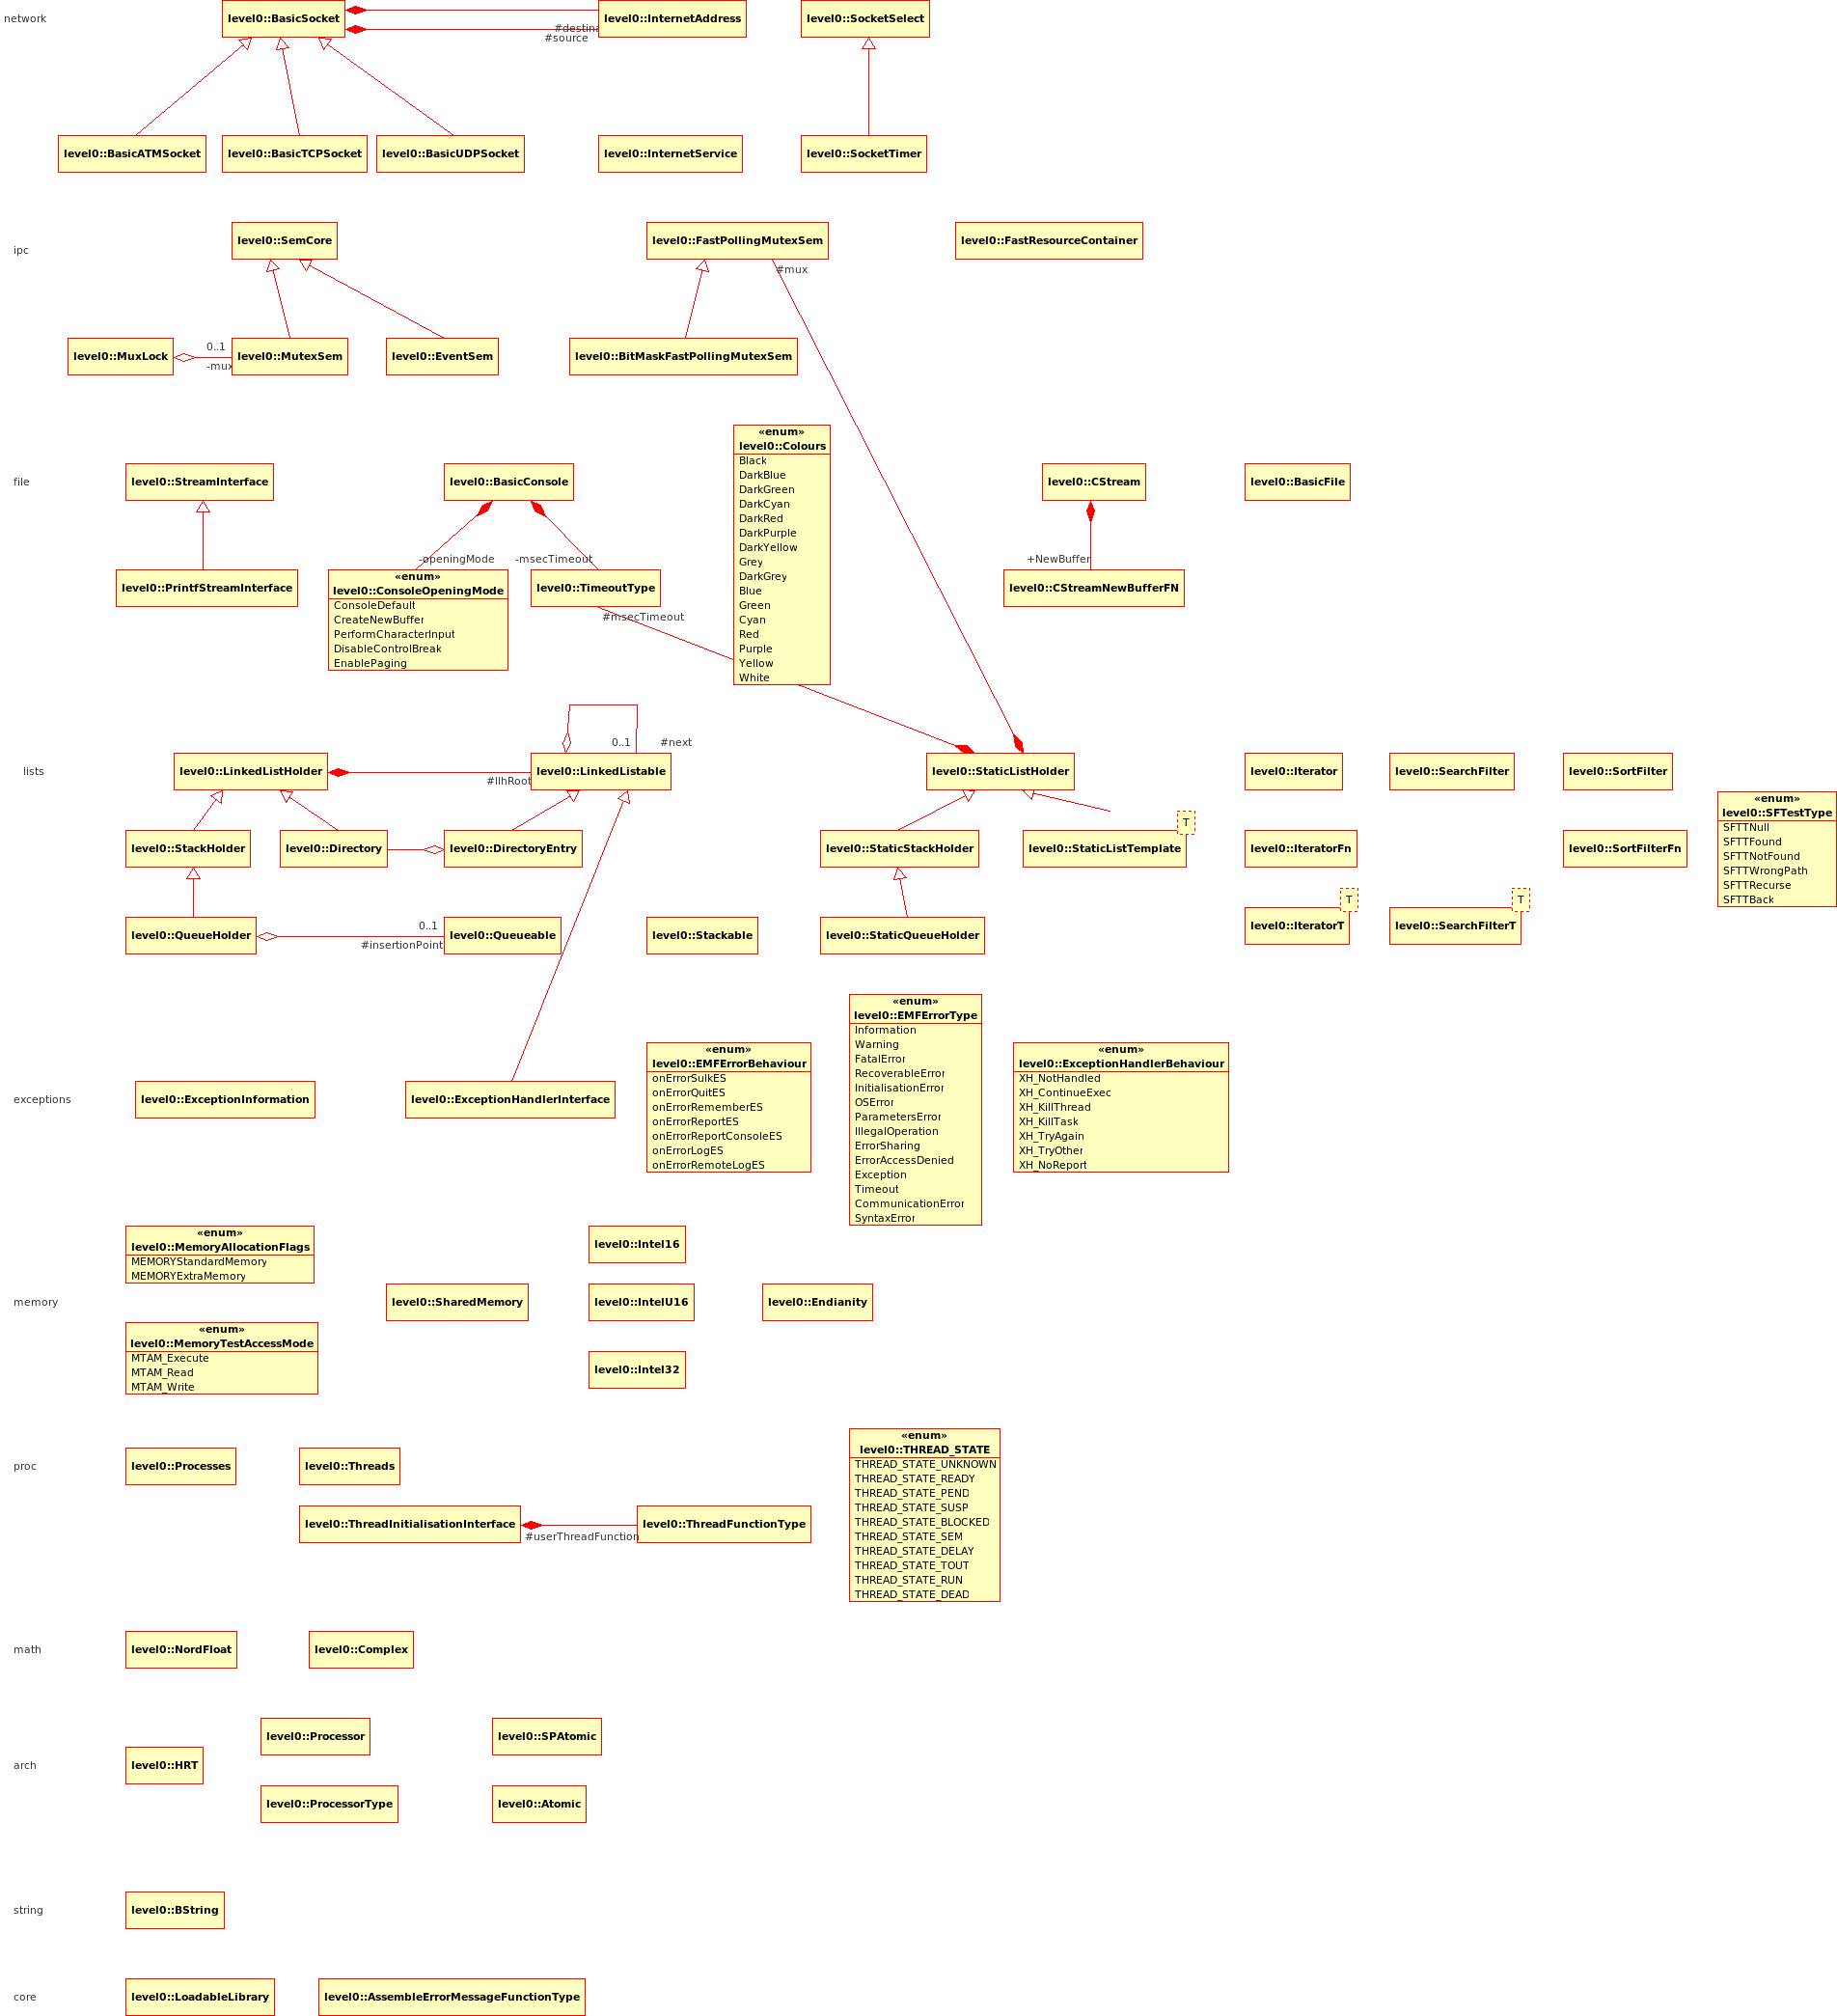 network
level0::BasicSocket
level0::InternetAddress
level0::SocketSelect
#destina
#source
level0::BasicATMSocket
level0::BasicTCPSocket
level0::BasicUDPSocket
level0::InternetService
level0::SocketTimer
ipc
level0::SemCore
level0::FastPollingMutexSem
level0::FastResourceContainer
#mux
level0::MuxLock
0..1
-mux
level0::MutexSem
level0::EventSem
level0::BitMaskFastPollingMutexSem
file
level0::StreamInterface
level0::BasicConsole
«enum»
level0::Colours
Black
DarkBlue
DarkGreen
DarkCyan
DarkRed
DarkPurple
DarkYellow
Grey
DarkGrey
Blue
Green
Cyan
Red
Purple
Yellow
White
level0::CStream
level0::BasicFile
-openingMode
-msecTimeout
+NewBuffer
level0::PrintfStreamInterface
«enum»
level0::ConsoleOpeningMode
ConsoleDefault
CreateNewBuffer
PerformCharacterInput
DisableControlBreak
EnablePaging
level0::TimeoutType
#msecTimeout
level0::CStreamNewBufferFN
lists
0..1
#next
level0::LinkedListHolder
#llhRoot
level0::LinkedListable
level0::StaticListHolder
level0::Iterator
level0::SearchFilter
level0::SortFilter
«enum»
level0::SFTestType
SFTTNull
SFTTFound
SFTTNotFound
SFTTWrongPath
SFTTRecurse
SFTTBack
level0::StackHolder
level0::Directory
level0::DirectoryEntry
level0::StaticStackHolder
T
level0::StaticListTemplate
level0::IteratorFn
level0::SortFilterFn
level0::QueueHolder
0..1
#insertionPoint
level0::Queueable
level0::Stackable
level0::StaticQueueHolder
T
level0::IteratorT
T
level0::SearchFilterT
exceptions
level0::ExceptionInformation
level0::ExceptionHandlerInterface
«enum»
level0::EMFErrorBehaviour
onErrorSulkES
onErrorQuitES
onErrorRememberES
onErrorReportES
onErrorReportConsoleES
onErrorLogES
onErrorRemoteLogES
«enum»
level0::EMFErrorType
Information
Warning
FatalError
RecoverableError
InitialisationError
OSError
ParametersError
IllegalOperation
ErrorSharing
ErrorAccessDenied
Exception
Timeout
CommunicationError
SyntaxError
«enum»
level0::ExceptionHandlerBehaviour
XH_NotHandled
XH_ContinueExec
XH_KillThread
XH_KillTask
XH_TryAgain
XH_TryOther
XH_NoReport
memory
«enum»
level0::MemoryAllocationFlags
MEMORYStandardMemory
MEMORYExtraMemory
level0::Intel16
level0::SharedMemory
level0::IntelU16
level0::Endianity
«enum»
level0::MemoryTestAccessMode
MTAM_Execute
MTAM_Read
MTAM_Write
level0::Intel32
proc
level0::Processes
level0::Threads
level0::ThreadInitialisationInterface
#userThreadFunction
level0::ThreadFunctionType
«enum»
level0::THREAD_STATE
THREAD_STATE_UNKNOWN
THREAD_STATE_READY
THREAD_STATE_PEND
THREAD_STATE_SUSP
THREAD_STATE_BLOCKED
THREAD_STATE_SEM
THREAD_STATE_DELAY
THREAD_STATE_TOUT
THREAD_STATE_RUN
THREAD_STATE_DEAD
math
level0::NordFloat
level0::Complex
arch
level0::HRT
level0::Processor
level0::SPAtomic
level0::ProcessorType
level0::Atomic
string
level0::BString
core
level0::LoadableLibrary
level0::AssembleErrorMessageFunctionType